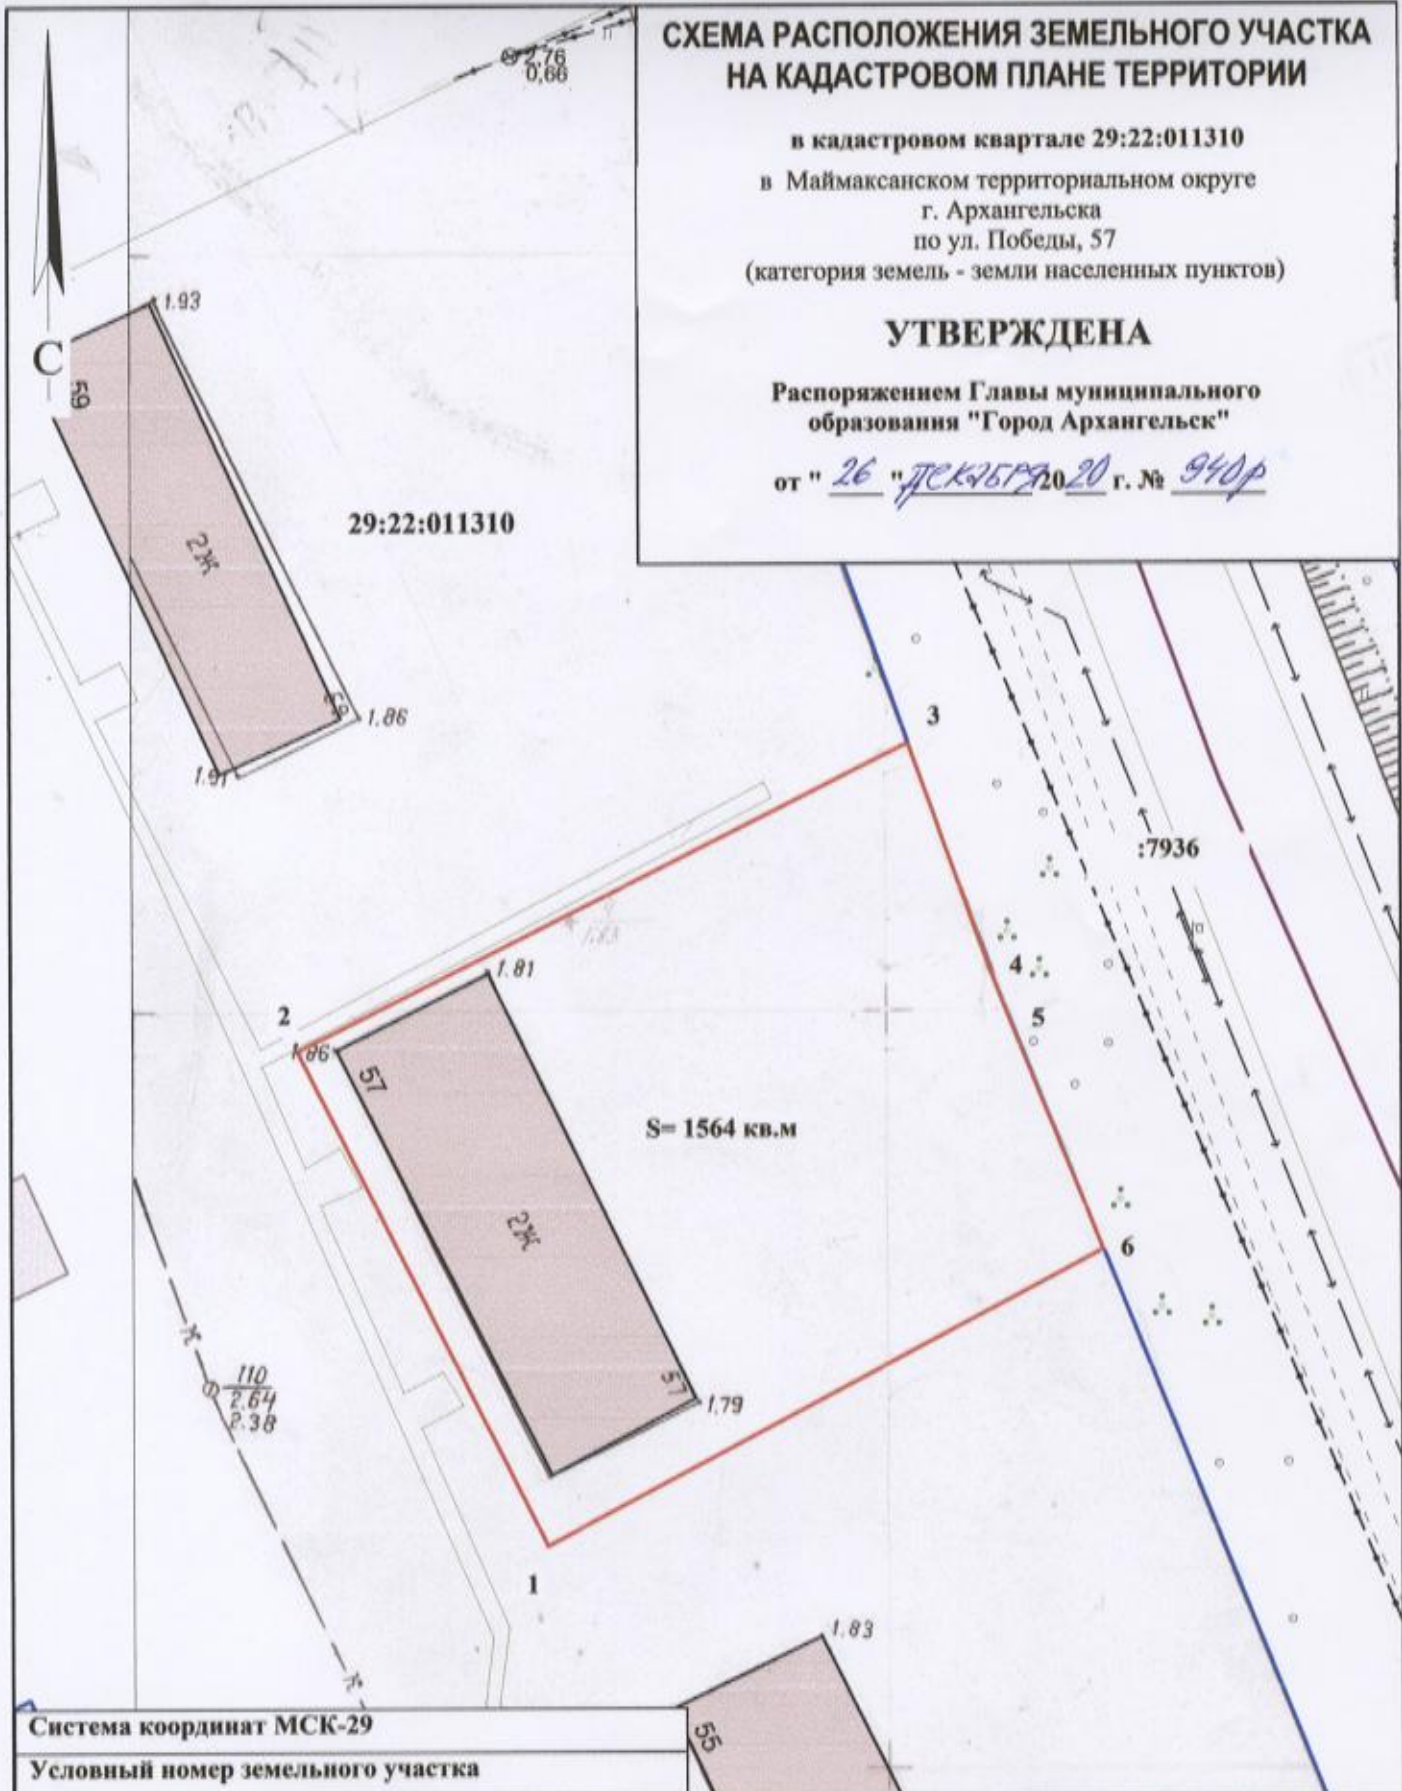 СХЕМА РАСПОЛОЖЕНИЯ ЗЕМЕЛЬНОГО УЧАСТКА
НА КАДАСТРОВОМ ПЛАНЕ ТЕРРИТОРИИ
в кадастровом квартале 29:22:011310
в Маймаксанском территориальном округе
г. Архангельска
по ул. Победы, 57
(категория земель - земли населенных пунктов)
УТВЕРЖДЕНА
Распоряжением Главы муниципального
образования "Город Архангельск"
от " 26 " декабря 2020 г. № 940р
2.76
0,66
С
1.93
59
2Ж
29:22:011310
59
1.86
1.91
3
:7936
1.81
4
2
5
1.86
57
S= 1564 кв.м
2Ж
6
К
110
2.64
2.38
57
1.79
1
1.83
К
55
Система координат МСК-29
Условный номер земельного участка